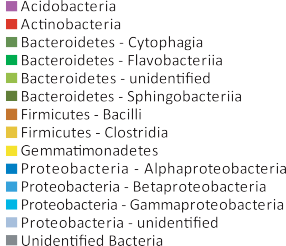 Acidobacteria
Actinobacteria
Bacteroidetes - Cytophagia
Bacteroidetes - Flavobacteriia
Bacteroidetes - unidentified
Bacteroidetes - Sphingobacteriia
Firmicutes - Bacilli
Firmicutes - Clostridia
Gemmatimonadetes
Proteobacteria - Alphaproteobacteria
Proteobacteria - Betaproteobacteria
Proteobacteria - Gammaproteobacteria
Proteobacteria - unidentified
Unidentified Bacteria